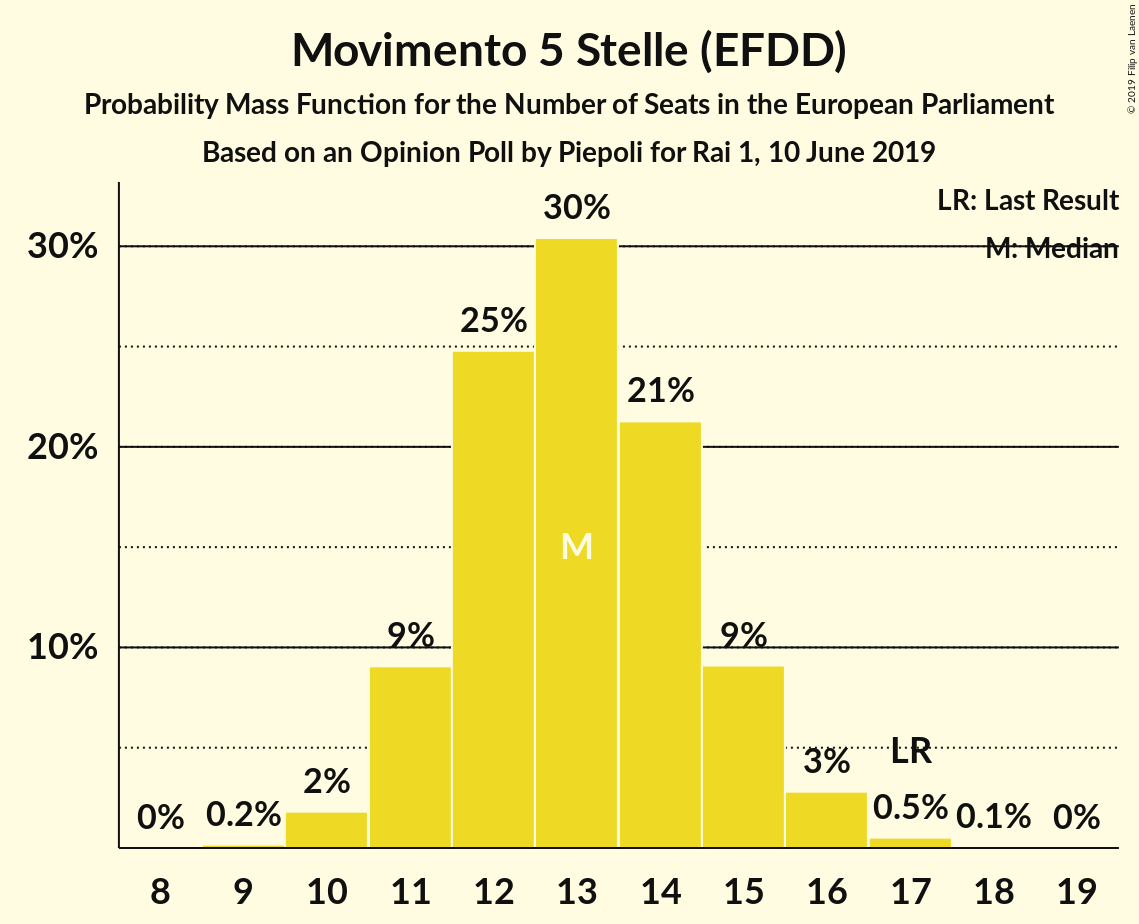 Movimento 5 Stelle (EFDD)
Probability Mass Function for the Number of Seats in the European Parliament
Based on an Opinion Poll by Piepoli for Rai 1, 10 June 2019
© 2019 Filip van Laenen
LR: Last Result
M: Median
30%
20%
10%
0%
0.2%
2%
9%
25%
30%
M
21%
9%
3%
LR
0.5%
0.1%
0%
8 9 10 11 12 13 14 15 16 17 18 19